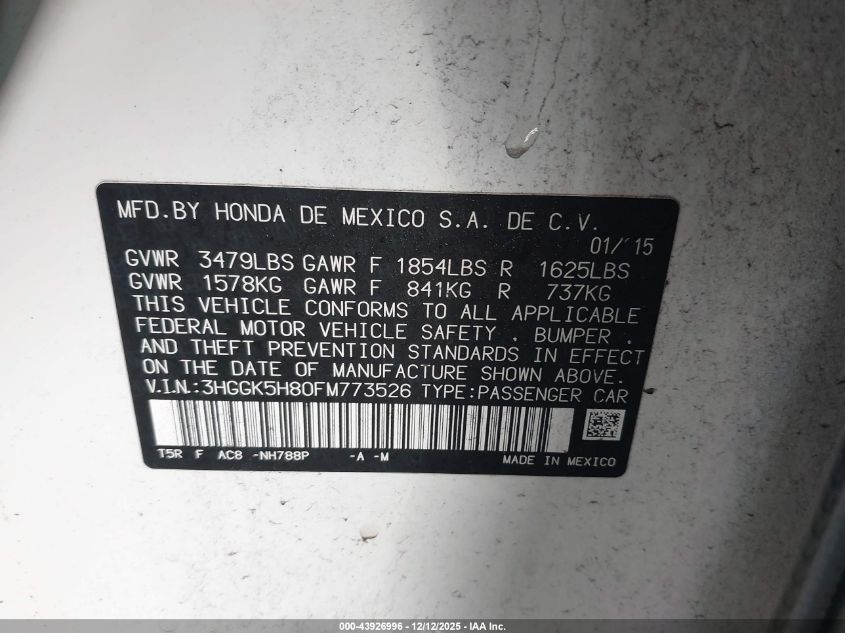 MFD.BY HONDA DE MEXICO S.A. DE C.V.
01/'15
GVWR 3479LBS GAWR F 1854LBS R 1625LBS
GVWR 1578KG GAWR F 841KG R 737KG
THIS VEHICLE CONFORMS TO ALL APPLICABLE
FEDERAL MOTOR VEHICLE SAFETY , BUMPER ,
AND THEFT PREVENTION STANDARDS IN EFFECT
ON THE DATE OF MANUFACTURE SHOWN ABOVE.
V.I.N.:3HGGK5H80FM773526 TYPE:PASSENGER CAR
T5R F AC8 -NH788P -A -M
MADE IN MEXICO
000-43926996 - 12/12/2025 - IAA Inc.